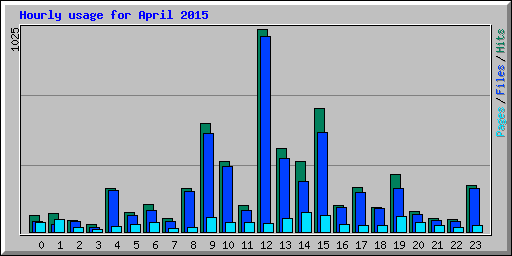 Hourly usage for April 2015
1025
Pages/Files/Hits
0 1 2 3 4 5 6 7 8 9 10 11 12 13 14 15 16 17 18 19 20 21 22 23